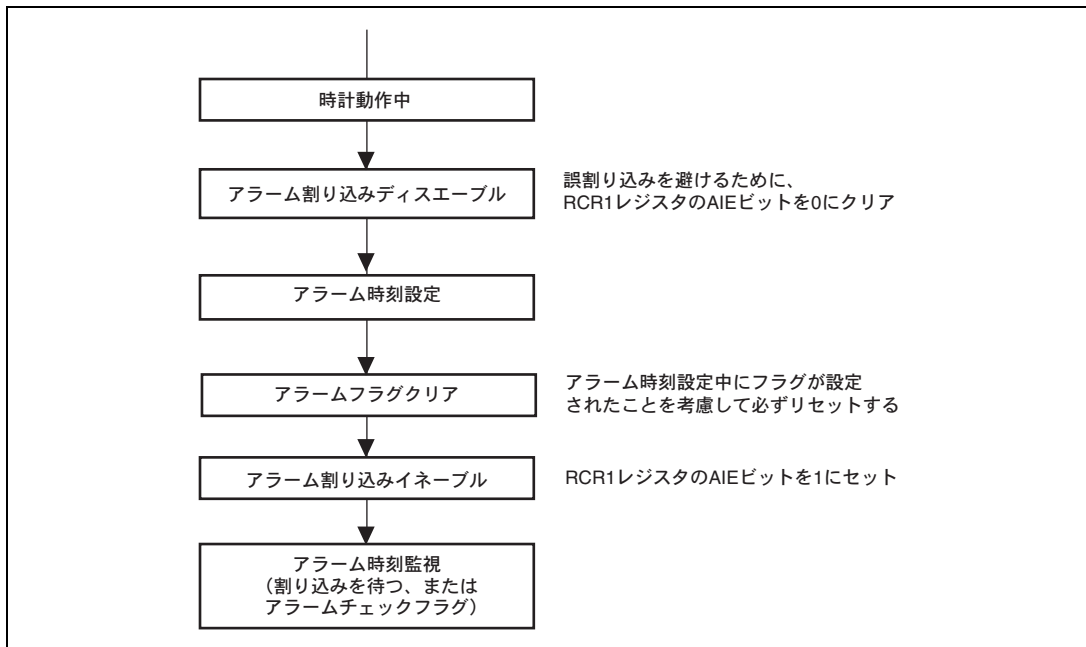 時計動作中
アラーム割り込みディスエーブル
誤割り込みを避けるために、
RCR1レジスタのAIEビットを0にクリア
アラーム時刻設定
アラームフラグクリア
アラーム時刻設定中にフラグが設定
されたことを考慮して必ずリセットする
アラーム割り込みイネーブル
RCR1レジスタのAIEビットを1にセット
アラーム時刻監視
（割り込みを待つ、または
アラームチェックフラグ）